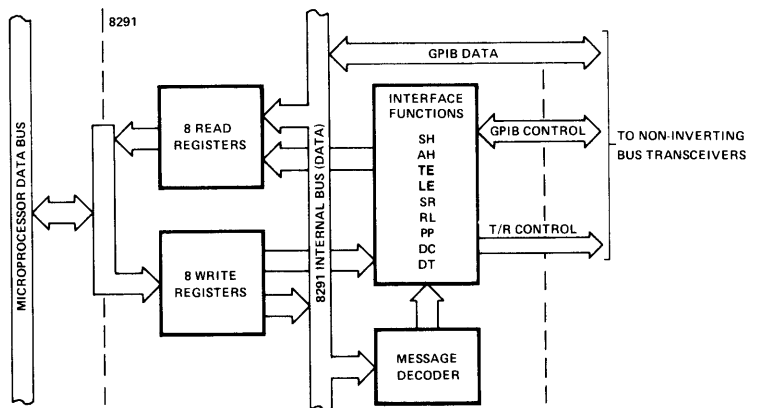 8291
MICROPROCESSOR DATA BUS
8 READ
REGISTERS
8 WRITE
REGISTERS
8291 INTERNAL BUS (DATA)
GPIB DATA
INTERFACE
FUNCTIONS
SH
AH
TE
LE
SR
RL
PP
DC
DT
GPIB CONTROL
T/R CONTROL
TO NON-INVERTING
BUS TRANSCEIVERS
MESSAGE
DECODER